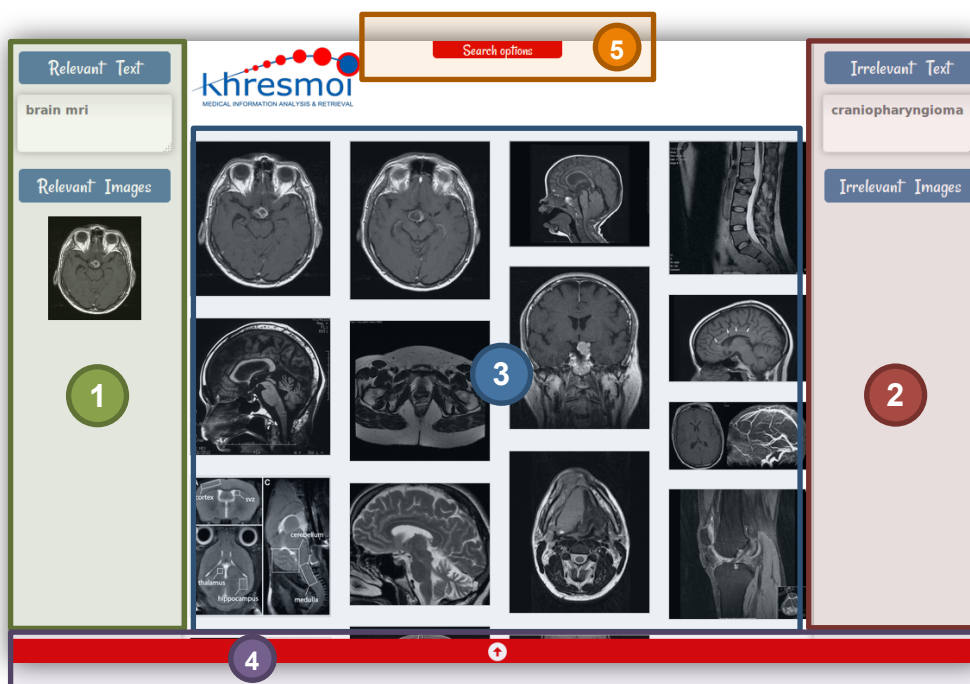 Search options
5
Relevant Text
khresmoi
MEDICAL INFORMATION ANALYSIS & RETRIEVAL
Irrelevant Text
brain mri
craniopharyngioma
Relevant Images
Irrelevant Images
1
3
2
cortex
svz
C
cerebellum
thalamus
hippocampus
medulla
4